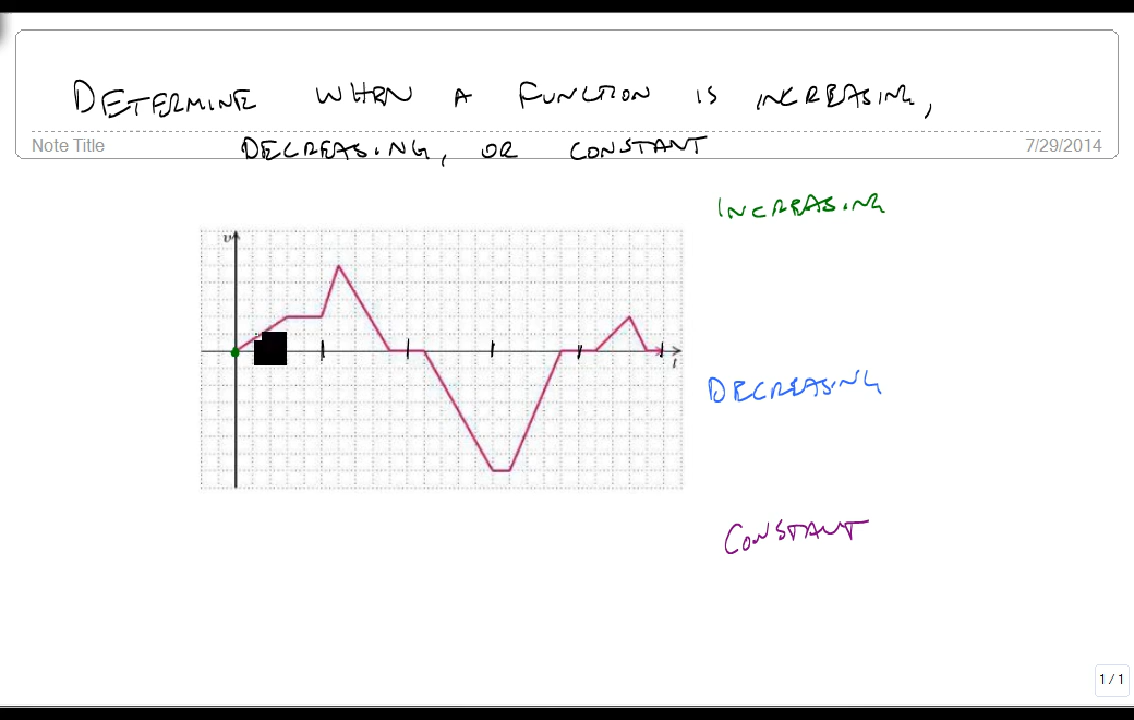 DETERMINE WHEN A FUNCTION IS INCREASING,
Note Title
DECREASING, OR CONSTANT
7/29/2014
INCREASING
v
t
DECREASING
CONSTANT
1 / 1